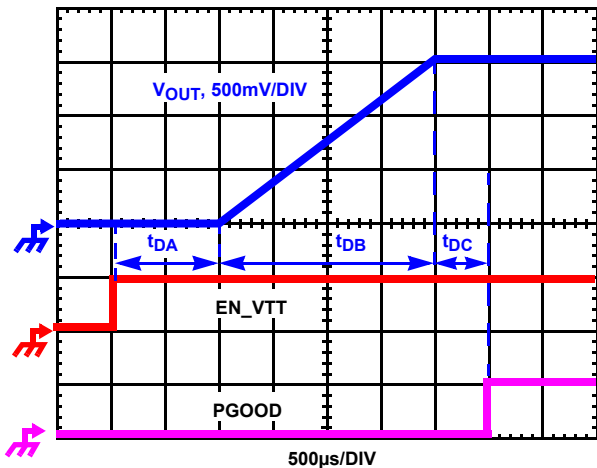 VOUT, 500mV/DIV
tDA
tDB
tDC
EN_VTT
PGOOD
500µs/DIV